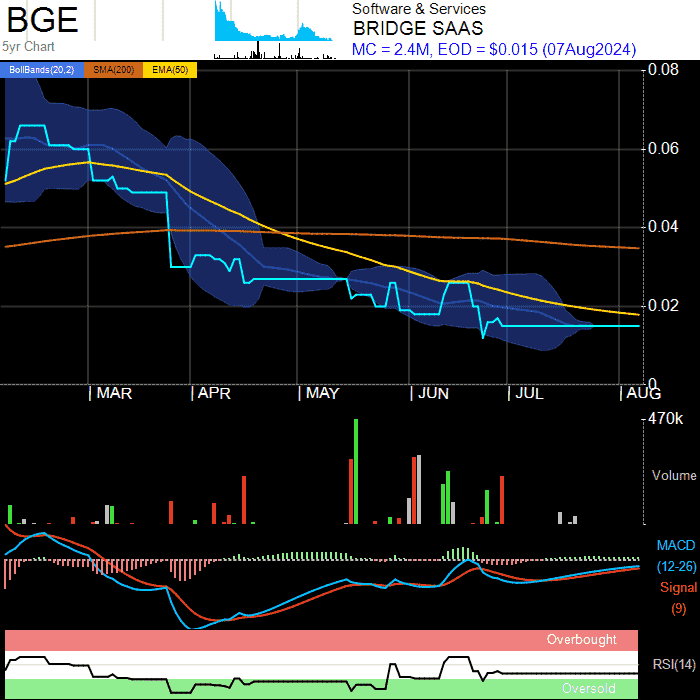 BGE
5yr Chart
Software & Services
BRIDGE SAAS
MC = 2.4M, EOD = $0.015 (07Aug2024)
BollBands(20,2) SMA(200) EMA(50)
0.08
0.06
0.04
0.02
0
MAR APR MAY JUN JUL AUG
470k
Volume
MACD
(12-26)
Signal
(9)
Overbought
RSI(14)
Oversold